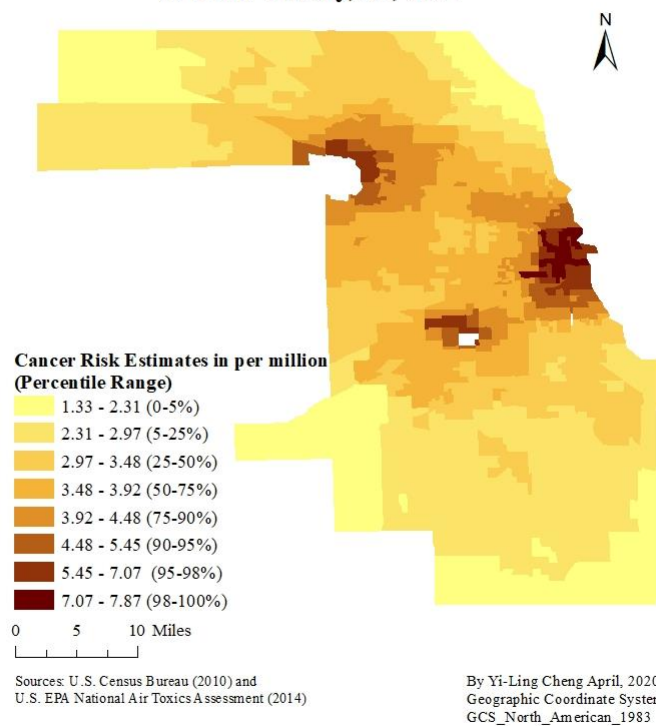 N
Cancer Risk Estimates in per million
(Percentile Range)
1.33 - 2.31 (0-5%)
2.31 - 2.97 (5-25%)
2.97 - 3.48 (25-50%)
3.48 - 3.92 (50-75%)
3.92 - 4.48 (75-90%)
4.48 - 5.45 (90-95%)
5.45 - 7.07 (95-98%)
7.07 - 7.87 (98-100%)
0 5 10 Miles
Sources: U.S. Census Bureau (2010) and
U.S. EPA National Air Toxics Assessment (2014)
By Yi-Ling Cheng April, 2020
Geographic Coordinate System
GCS_North_American_1983